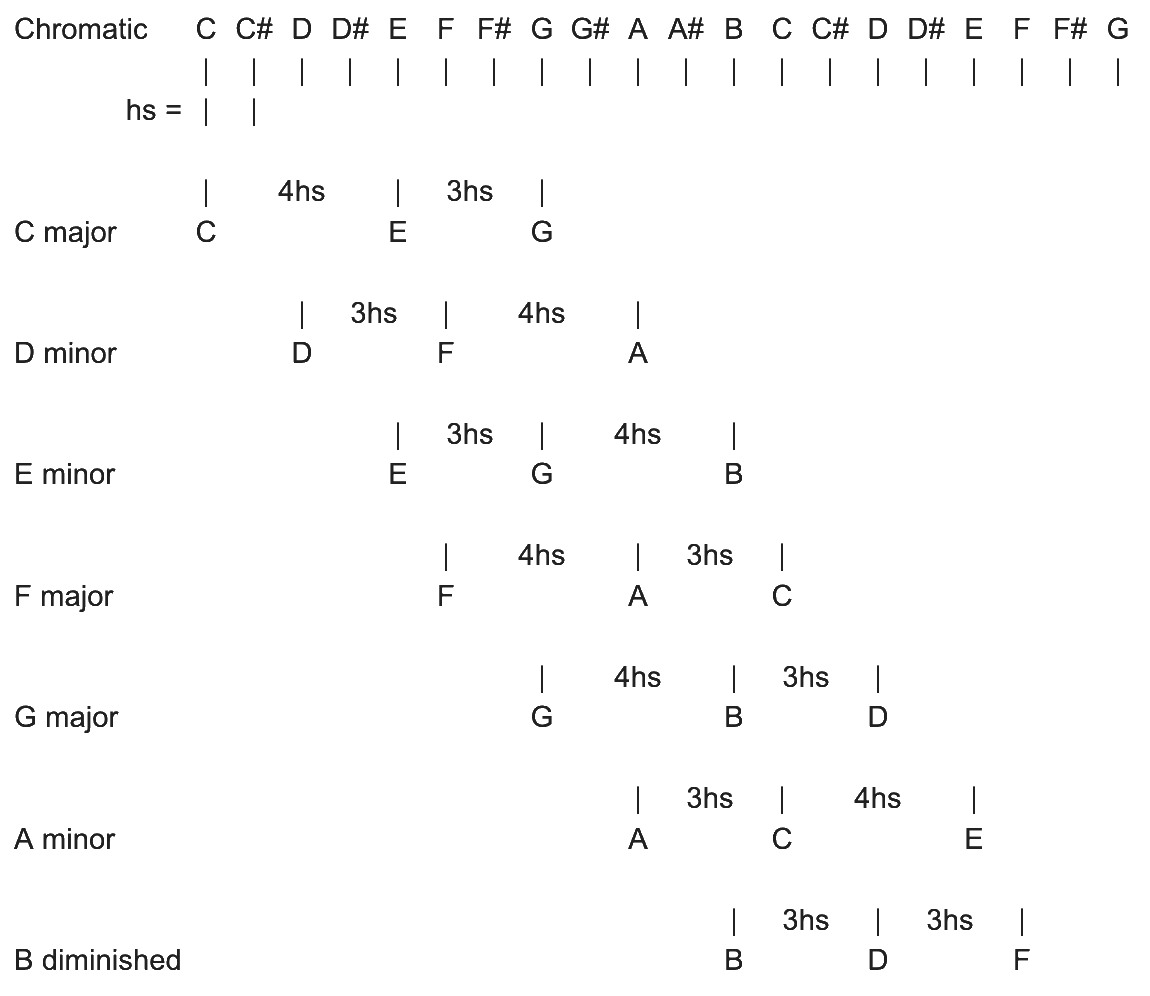 Chromatic C C# D D# E F F# G G# A A# B C C# D D# E F F# G
| | | | | | | | | | | | | | | | | | | |
hs = | |
| 4hs | 3hs |
C major C E G
| 3hs | 4hs |
D minor D F A
| 3hs | 4hs |
E minor E G B
| 4hs | 3hs |
F major F A C
| 4hs | 3hs |
G major G B D
| 3hs | 4hs |
A minor A C E
| 3hs | 3hs |
B diminished B D F